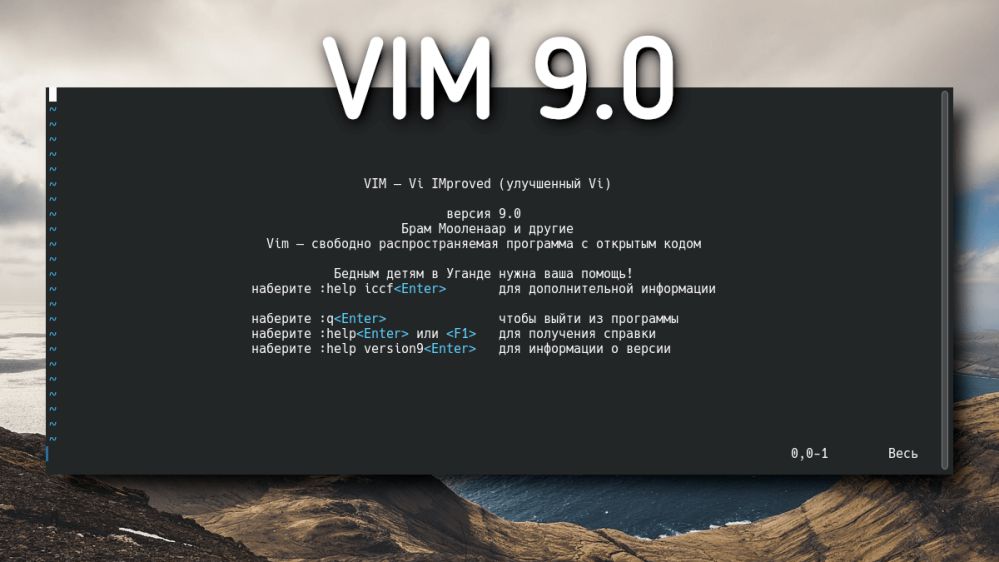 VIM 9.0
~
~
~
~
~
VIM – Vi IMproved (улучшенный Vi)
~
~
версия 9.0
~
Брам Мооленаар и другие
~
Vim – свободно распространяемая программа с открытым кодом
~
~
Бедным детям в Уганде нужна ваша помощь!
~
наберите :help iccf<Enter> для дополнительной информации
~
~
наберите :q<Enter> чтобы выйти из программы
~
наберите :help<Enter> или <F1> для получения справки
~
наберите :help version9<Enter> для информации о версии
~
~
~
~
~
~
~
0,0-1 Весь